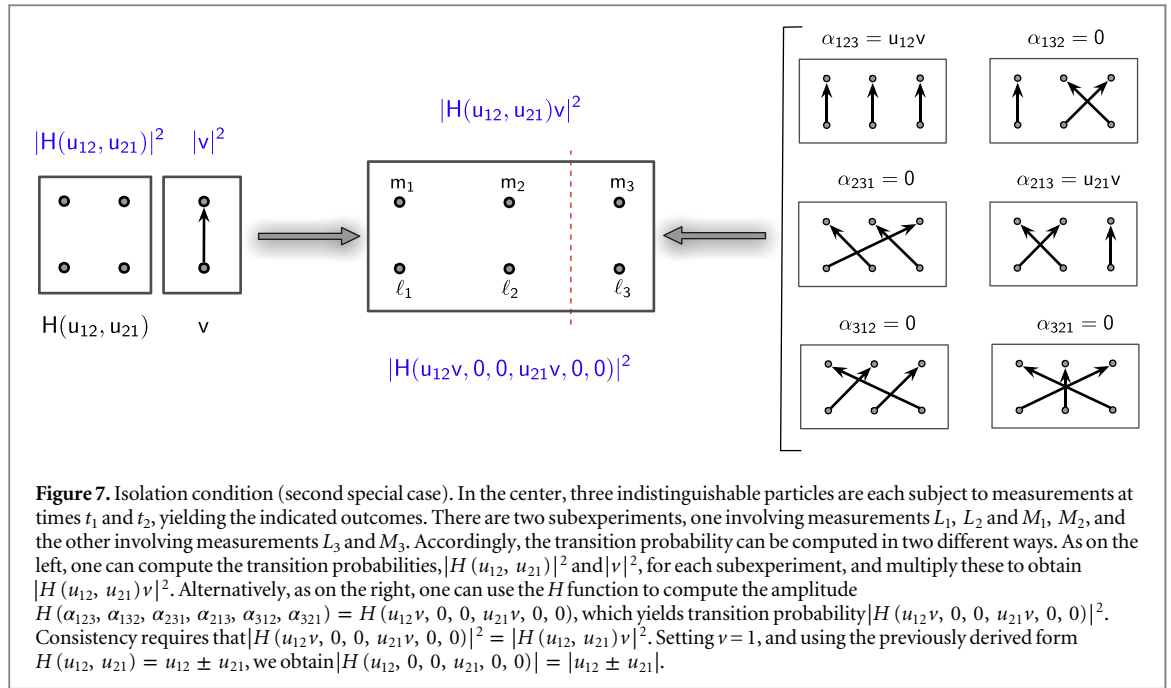 |H(u₁₂, u₂₁)|²
|v|²
H(u₁₂, u₂₁)
v
|H(u₁₂, u₂₁)v|²
m₁
m₂
m₃
ℓ₁
ℓ₂
ℓ₃
|H(u₁₂v, 0, 0, u₂₁v, 0, 0)|²
α₁₂₃ = u₁₂v
α₁₃₂ = 0
α₂₃₁ = 0
α₂₁₃ = u₂₁v
α₃₁₂ = 0
α₃₂₁ = 0
Figure 7. Isolation condition (second special case). In the center, three indistinguishable particles are each subject to measurements at
times t₁ and t₂, yielding the indicated outcomes. There are two subexperiments, one involving measurements L₁, L₂ and M₁, M₂, and
the other involving measurements L₃ and M₃. Accordingly, the transition probability can be computed in two different ways. As on the
left, one can compute the transition probabilities, |H (u₁₂, u₂₁)|² and |v|², for each subexperiment, and multiply these to obtain
|H (u₁₂, u₂₁)v|². Alternatively, as on the right, one can use the H function to compute the amplitude
H (α₁₂₃, α₁₃₂, α₂₃₁, α₂₁₃, α₃₁₂, α₃₂₁) = H (u₁₂v, 0, 0, u₂₁v, 0, 0), which yields transition probability |H (u₁₂v, 0, 0, u₂₁v, 0, 0)|².
Consistency requires that |H (u₁₂v, 0, 0, u₂₁v, 0, 0)|² = |H (u₁₂, u₂₁)v|². Setting v = 1, and using the previously derived form
H (u₁₂, u₂₁) = u₁₂ ± u₂₁, we obtain |H (u₁₂, 0, 0, u₂₁, 0, 0)| = |u₁₂ ± u₂₁|.